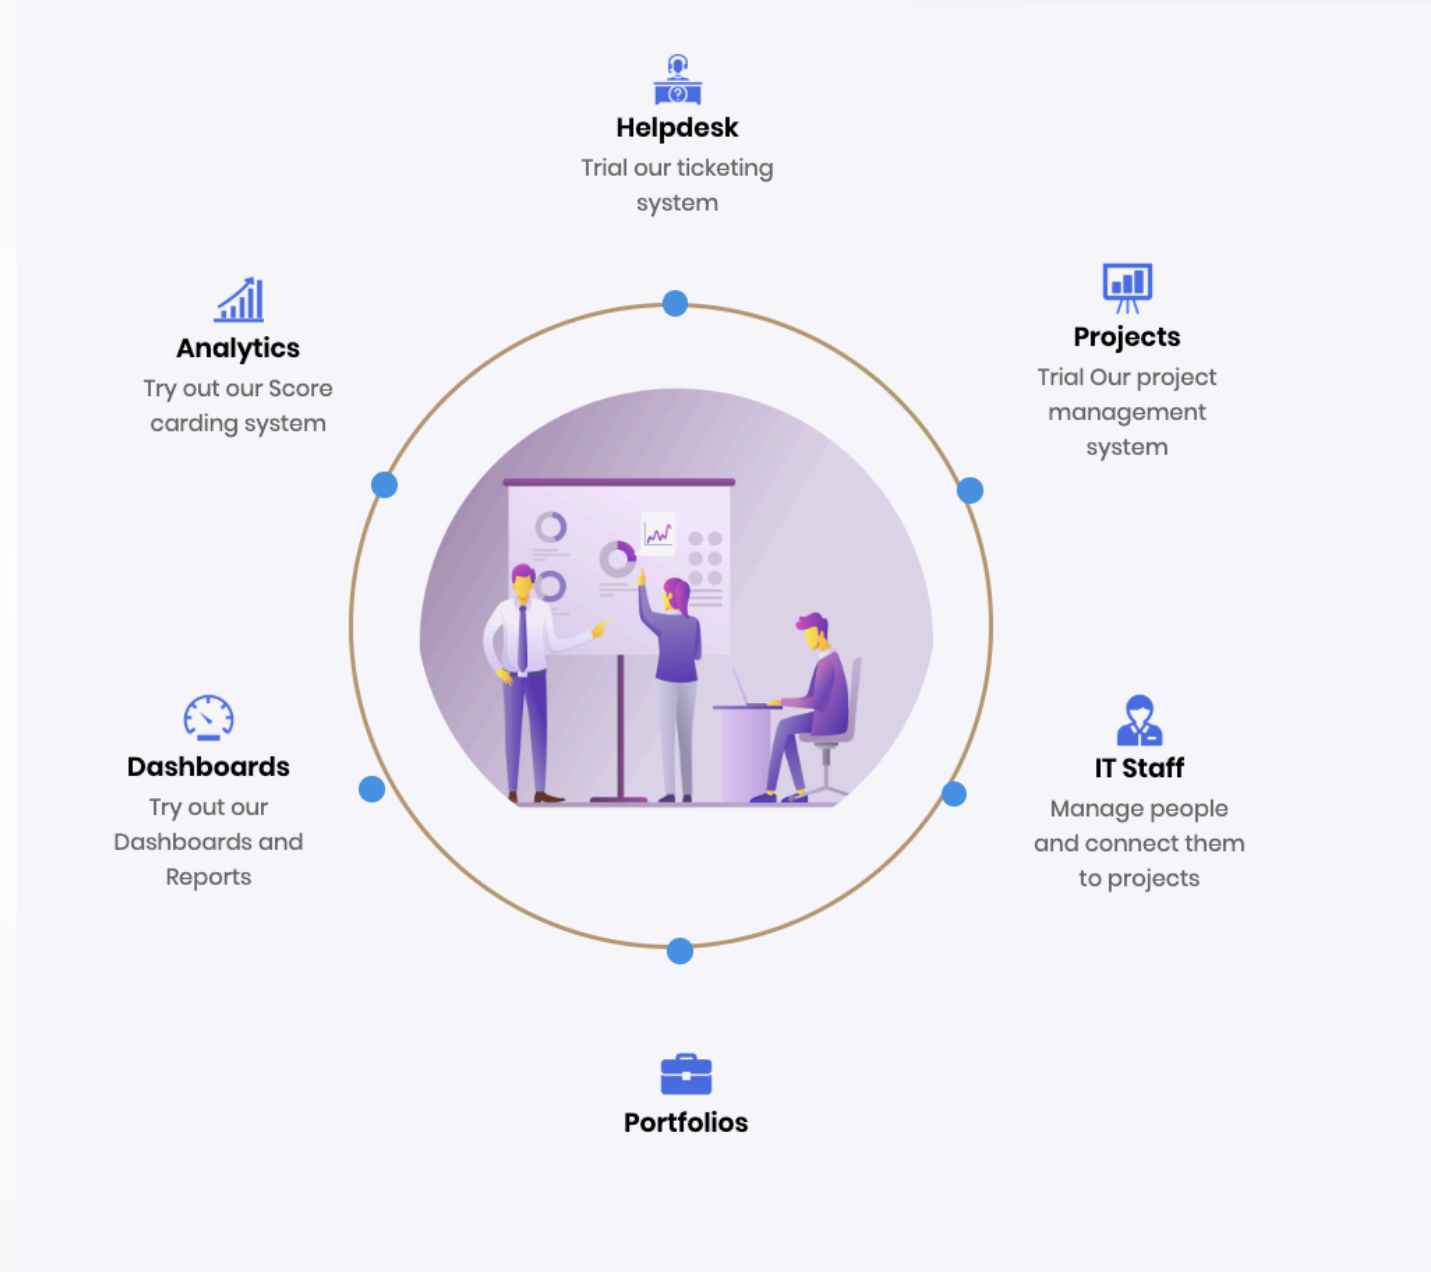 Helpdesk
Trial our ticketing
system
Analytics
Try out our Score
carding system
Projects
Trial Our project
management
system
Dashboards
Try out our
Dashboards and
Reports
IT Staff
Manage people
and connect them
to projects
Portfolios